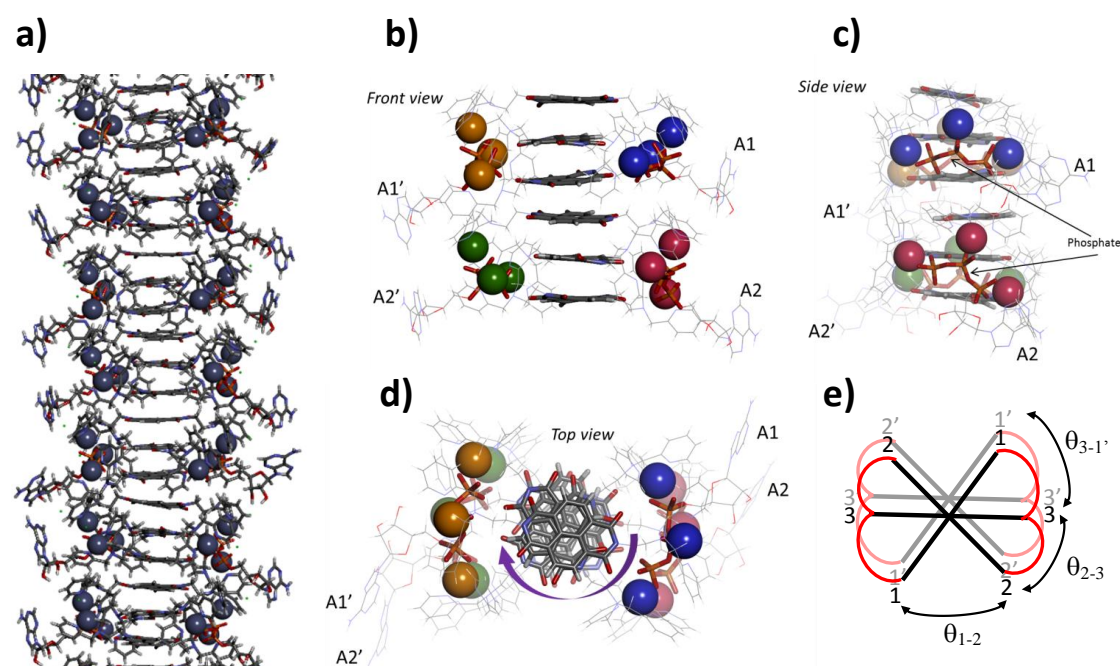 a)
b)
c)
Front view
Side view
A1
A1'
A2'
A2
A1
A1'
Phosphate
A2'
A2
d)
Top view
A1
A2
A1'
A2'
e)
2'
2
1'
1
θ3-1'
3
3
3'
3
1'
1
2'
2
θ2-3
θ1-2